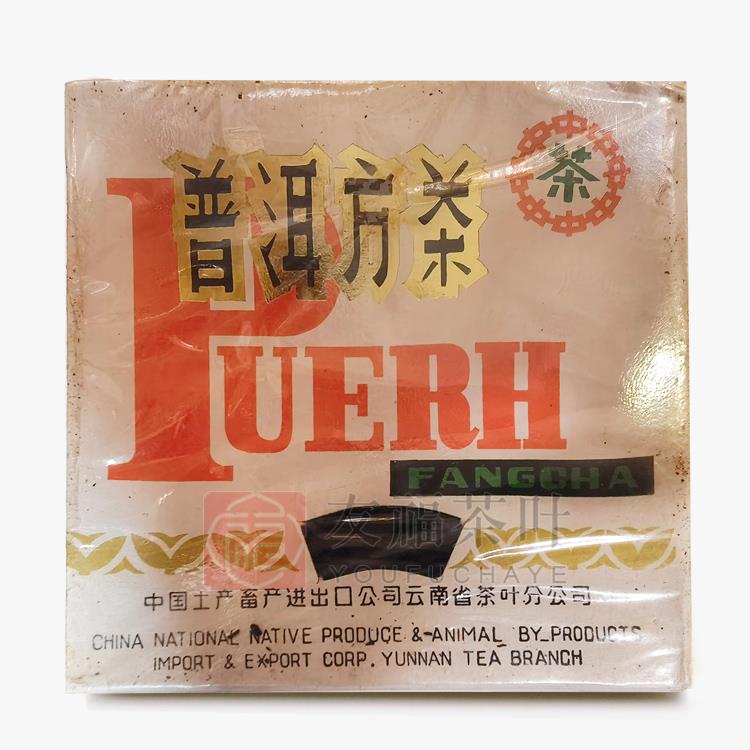 普洱方茶
茶
PUERH
FANGCHA
友福茶叶
YOUFUCHAYE
中国土产畜产进出口公司云南省茶叶分公司
CHINA NATIONAL NATIVE PRODUCE & ANIMAL BY-PRODUCTS
IMPORT & EXPORT CORP. YUNNAN TEA BRANCH